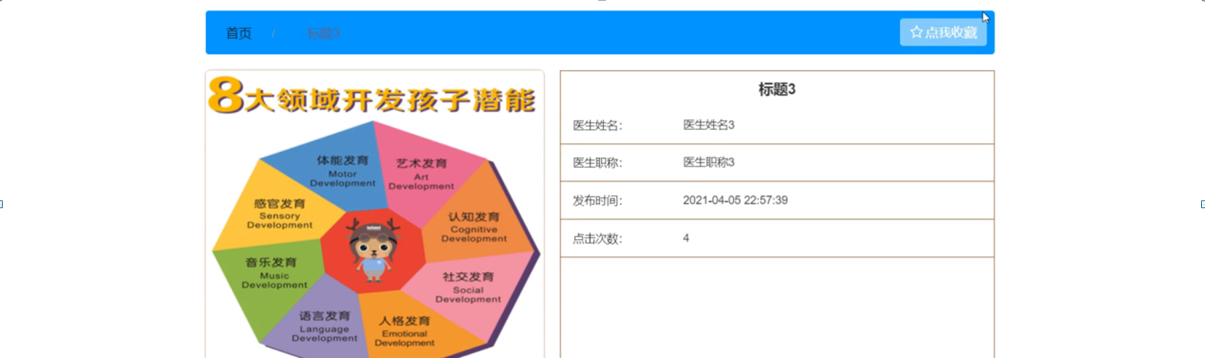 首页 / 标题3
☆点我收藏
8大领域开发孩子潜能
体能发育
Motor
Development
艺术发育
Art
Development
感官发育
Sensory
Development
认知发育
Cognitive
Development
音乐发育
Music
Development
社交发育
Social
Development
语言发育
Language
Development
人格发育
Emotional
Development
标题3
医生姓名： 医生姓名3
医生职称： 医生职称3
发布时间： 2021-04-05 22:57:39
点击次数： 4